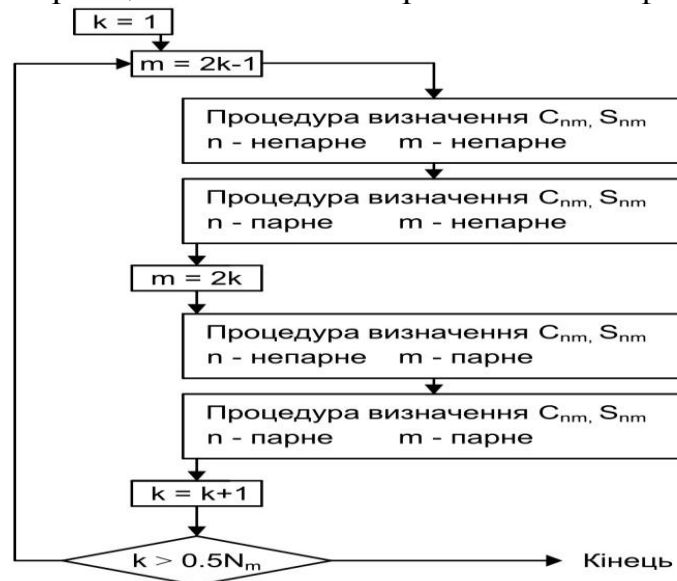 k = 1
m = 2k-1
Процедура визначення Cnm, Snm
n - непарне m - непарне
Процедура визначення Cnm, Snm
n - парне m - непарне
m = 2k
Процедура визначення Cnm, Snm
n - непарне m - парне
Процедура визначення Cnm, Snm
n - парне m - парне
k = k+1
k > 0.5Nm
Кінець